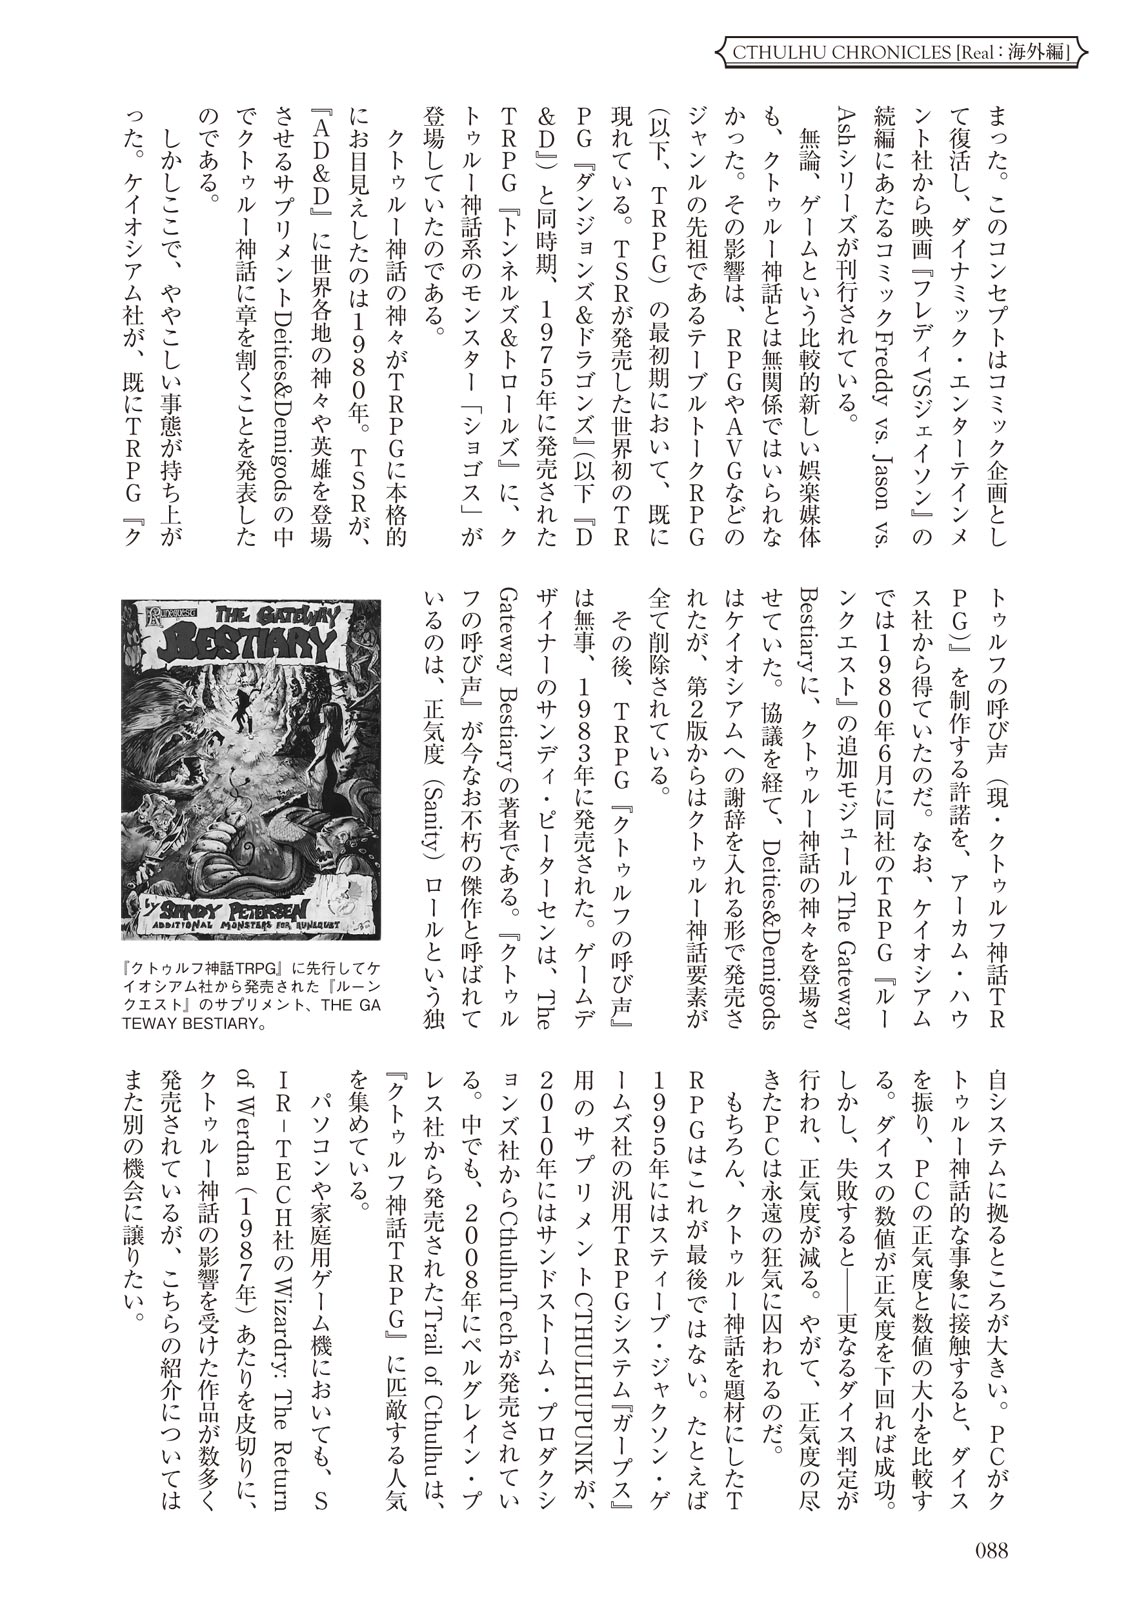 CTHULHU CHRONICLES [Real：海外編]
まった。このコンセプトはコミック企画とし
て復活し、ダイナミック・エンターテインメ
ント社から映画『フレディVSジェイソン』の
続編にあたるコミックFreddy vs. Jason vs.
Ashシリーズが刊行されている。
　無論、ゲームという比較的新しい娯楽媒体
も、クトゥルー神話とは無関係ではいられな
かった。その影響は、RPGやAVGなどの
ジャンルの先祖であるテーブルトークRPG
（以下、TRPG）の最初期において、既に
現れている。TSRが発売した世界初のTR
PG『ダンジョンズ&ドラゴンズ』（以下『D
&D』）と同時期、1975年に発売された
TRPG『トンネルズ&トロールズ』に、ク
トゥルー神話系のモンスター「ショゴス」が
登場していたのである。
　クトゥルー神話の神々がTRPGに本格的
にお目見えしたのは1980年。TSRが、
『AD&D』に世界各地の神々や英雄を登場
させるサプリメントDeities&Demigodsの中
でクトゥルー神話に章を割くことを発表した
のである。
　しかしここで、ややこしい事態が持ち上が
った。ケイオシアム社が、既にTRPG『ク
トゥルフの呼び声（現・クトゥルフ神話TR
PG）』を制作する許諾を、アーカム・ハウ
ス社から得ていたのだ。なお、ケイオシアム
では1980年6月に同社のTRPG『ルー
ンクエスト』の追加モジュールThe Gateway
Bestiaryに、クトゥルー神話の神々を登場さ
せていた。協議を経て、Deities&Demigods
はケイオシアムへの謝辞を入れる形で発売さ
れたが、第2版からはクトゥルー神話要素が
全て削除されている。
　その後、TRPG『クトゥルフの呼び声』
は無事、1983年に発売された。ゲームデ
ザイナーのサンディ・ピーターセンは、The
Gateway Bestiaryの著者である。『クトゥル
フの呼び声』が今なお不朽の傑作と呼ばれて
いるのは、正気度（Sanity）ロールという独
RuneQuest
THE GATEWAY
BESTIARY
by SANDY PETERSEN
ADDITIONAL MONSTERS FOR RUNEQUEST
『クトゥルフ神話TRPG』に先行してケ
イオシアム社から発売された『ルーン
クエスト』のサプリメント、THE GA
TEWAY BESTIARY。
自システムに拠るところが大きい。PCがク
トゥルー神話的な事象に接触すると、ダイス
を振り、PCの正気度と数値の大小を比較す
る。ダイスの数値が正気度を下回れば成功。
しかし、失敗すると――更なるダイス判定が
行われ、正気度が減る。やがて、正気度の尽
きたPCは永遠の狂気に囚われるのだ。
　もちろん、クトゥルー神話を題材にしたT
RPGはこれが最後ではない。たとえば
1995年にはスティーブ・ジャクソン・ゲ
ームズ社の汎用TRPGシステム『ガープス』
用のサプリメントCTHULHUPUNKが、
2010年にはサンドストーム・プロダクシ
ョンズ社からCthulhuTechが発売されてい
る。中でも、2008年にペルグレイン・プ
レス社から発売されたTrail of Cthulhuは、
『クトゥルフ神話TRPG』に匹敵する人気
を集めている。
　パソコンや家庭用ゲーム機においても、S
IR-TECH社のWizardry: The Return
of Werdna（1987年）あたりを皮切りに、
クトゥルー神話の影響を受けた作品が数多く
発売されているが、こちらの紹介については
また別の機会に譲りたい。
088